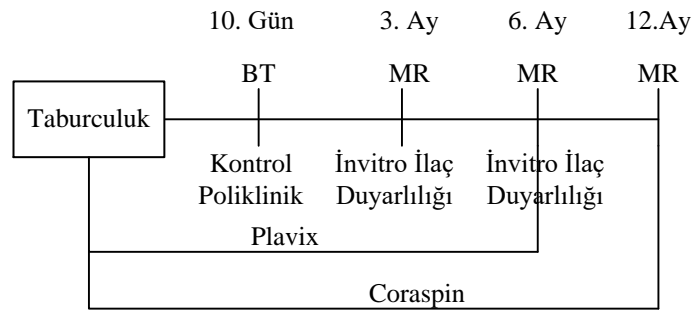 10. Gün 3. Ay 6. Ay 12.Ay
BT MR MR MR
Taburculuk
Kontrol İnvitro İlaç İnvitro İlaç
Poliklinik Duyarlılığı Duyarlılığı
Plavix
Coraspin